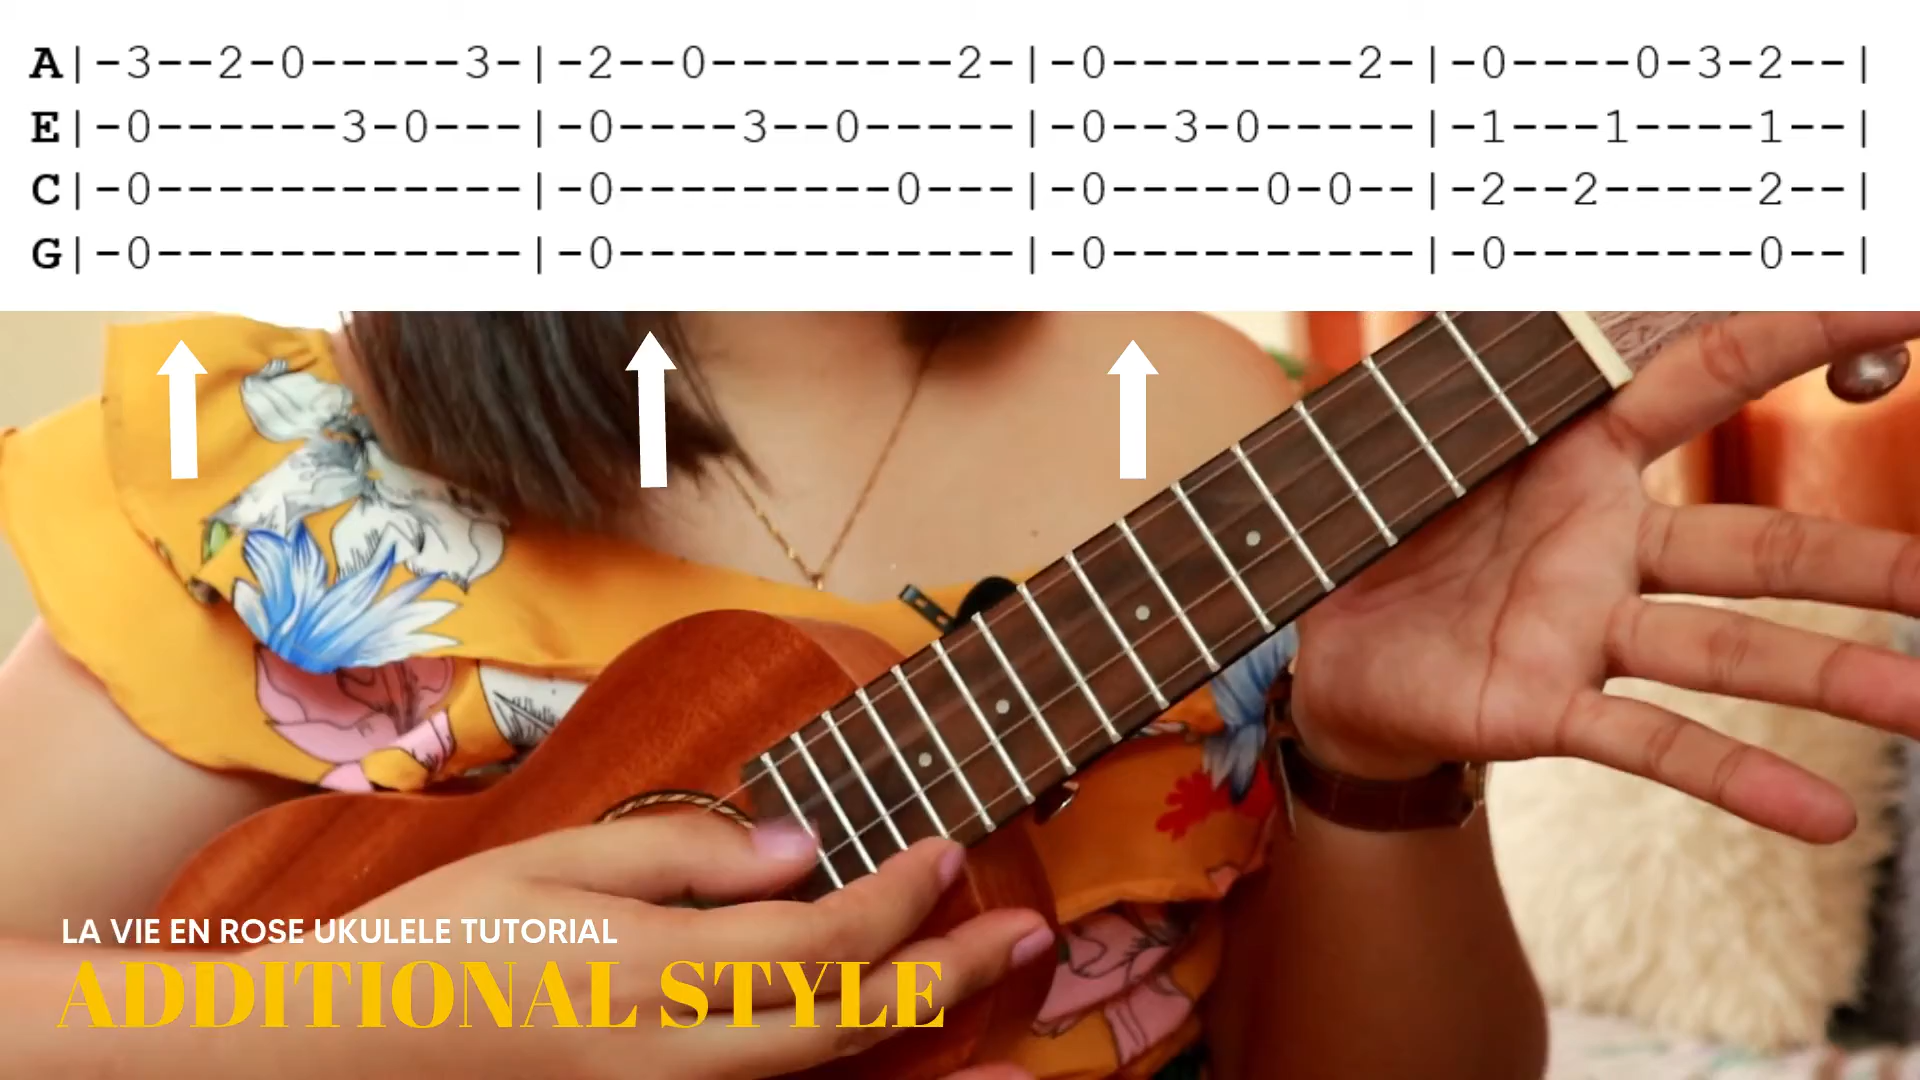 A|-3--2-0-----3-|-2--0--------2-|-0--------2-|-0----0-3-2--|
E|-0------3-0---|-0----3--0-----|-0--3-0-----|-1---1----1--|
C|-0------------|-0---------0---|-0-----0-0--|-2--2-----2--|
G|-0------------|-0-------------|-0----------|-0--------0--|
LA VIE EN ROSE UKULELE TUTORIAL
ADDITIONAL STYLE